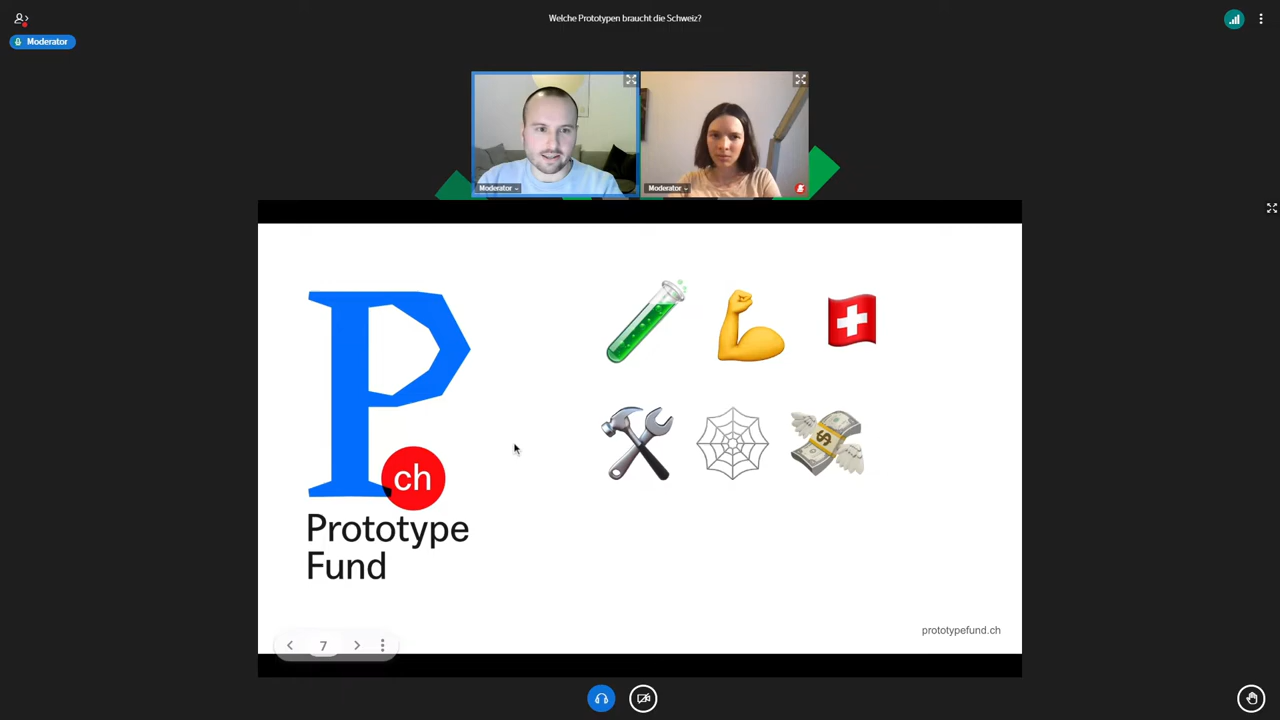 Welche Prototypen braucht die Schweiz?
Moderator
Moderator
Moderator
ch
Prototype
Fund
prototypefund.ch
7